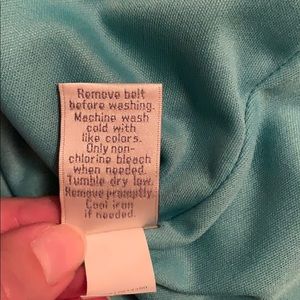 Remove belt
before washing.
Machine wash
cold with
like colors.
Only non-
chlorine bleach
when needed.
Tumble dry low.
Remove promptly.
Cool iron
if needed.